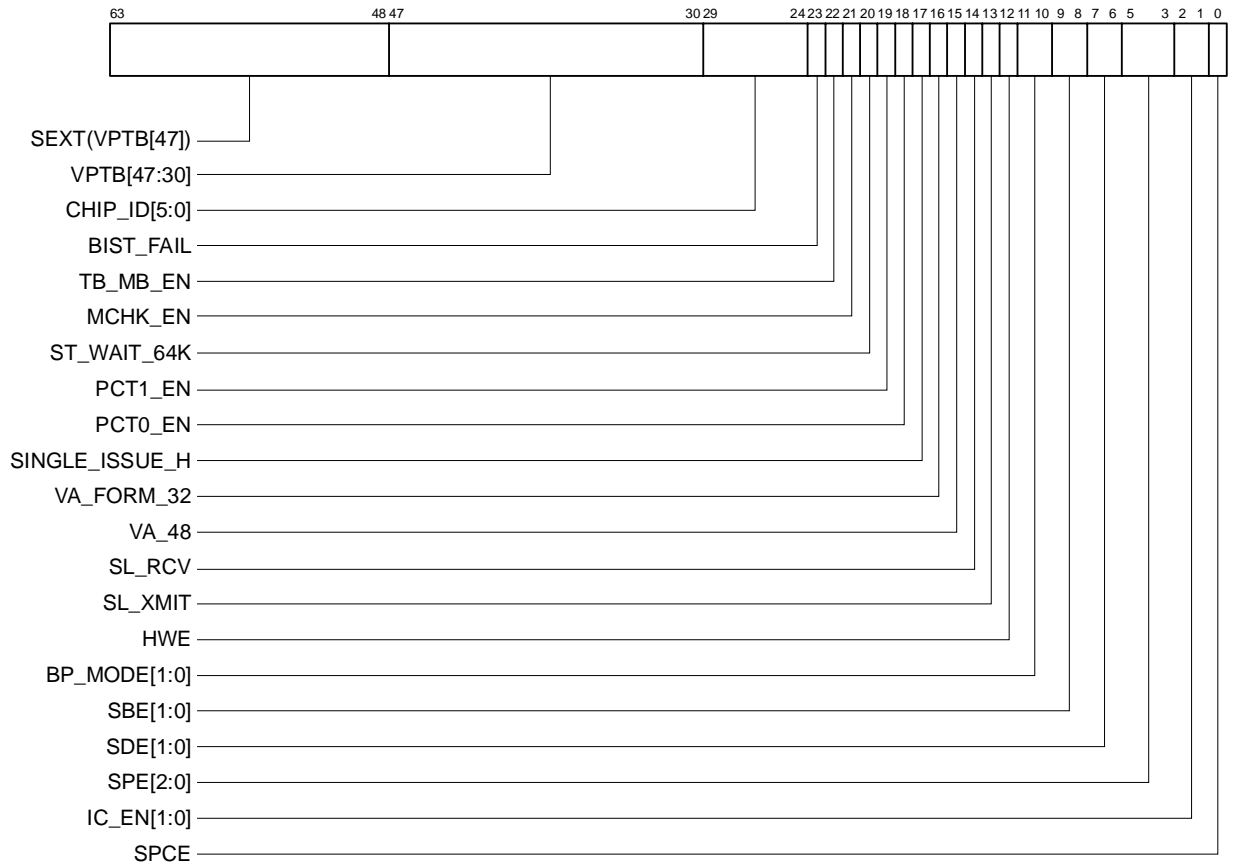 63 48 47 30 29 24 23 22 21 20 19 18 17 16 15 14 13 12 11 10 9 8 7 6 5 3 2 1 0
SEXT(VPTB[47])
VPTB[47:30]
CHIP_ID[5:0]
BIST_FAIL
TB_MB_EN
MCHK_EN
ST_WAIT_64K
PCT1_EN
PCT0_EN
SINGLE_ISSUE_H
VA_FORM_32
VA_48
SL_RCV
SL_XMIT
HWE
BP_MODE[1:0]
SBE[1:0]
SDE[1:0]
SPE[2:0]
IC_EN[1:0]
SPCE